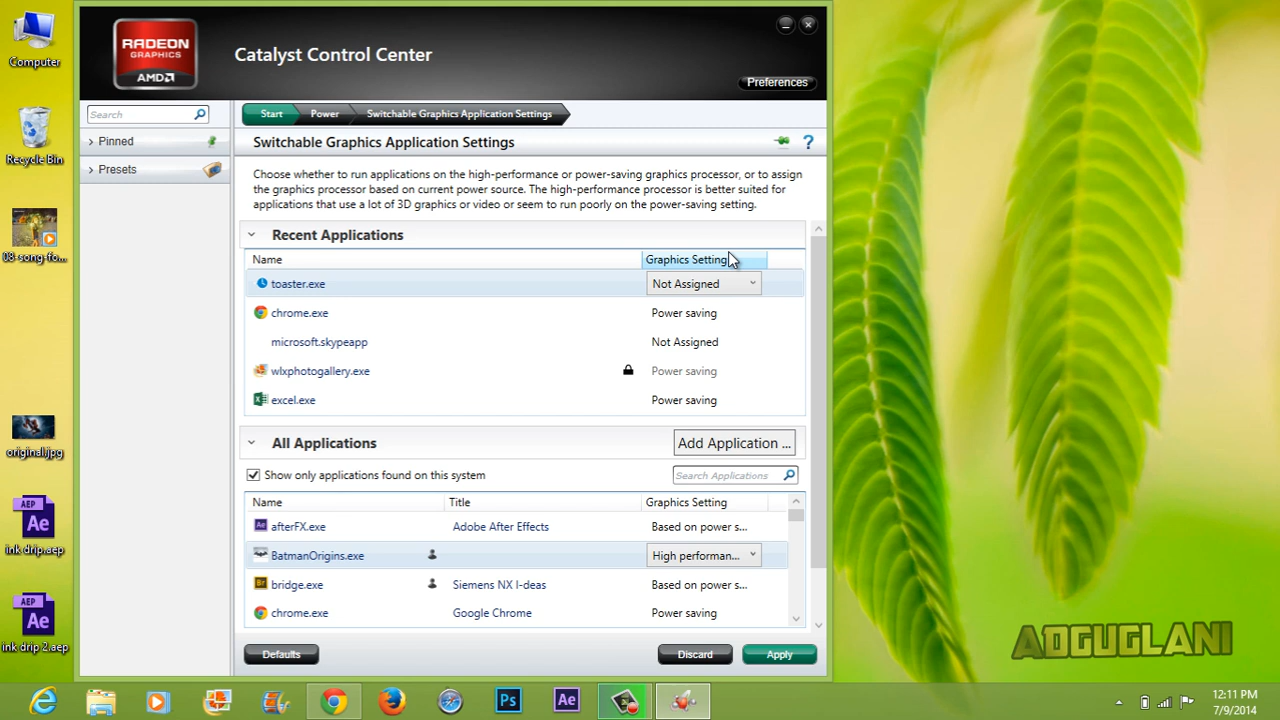 Computer
Recycle Bin
08-song-fo...
original.jpg
AEP
Ae
ink drip.aep
AEP
Ae
ink drip 2.aep
RADEON
GRAPHICS
AMD
Catalyst Control Center
Preferences
Search
Pinned
Presets
Start
Power
Switchable Graphics Application Settings
Switchable Graphics Application Settings
?
Choose whether to run applications on the high-performance or power-saving graphics processor, or to assign
the graphics processor based on current power source. The high-performance processor is better suited for
applications that use a lot of 3D graphics or video or seem to run poorly on the power-saving setting.
Recent Applications
Name Graphics Setting
toaster.exe Not Assigned
chrome.exe Power saving
microsoft.skypeapp Not Assigned
wlxphotogallery.exe Power saving
excel.exe Power saving
All Applications Add Application ...
Show only applications found on this system Search Applications
Name Title Graphics Setting
Ae afterFX.exe Adobe After Effects Based on power s...
BatmanOrigins.exe High performan...
Br bridge.exe Siemens NX I-deas Based on power s...
chrome.exe Google Chrome Power saving
Defaults Discard Apply
ADGUGLANI
Ps Ae
12:11 PM
7/9/2014